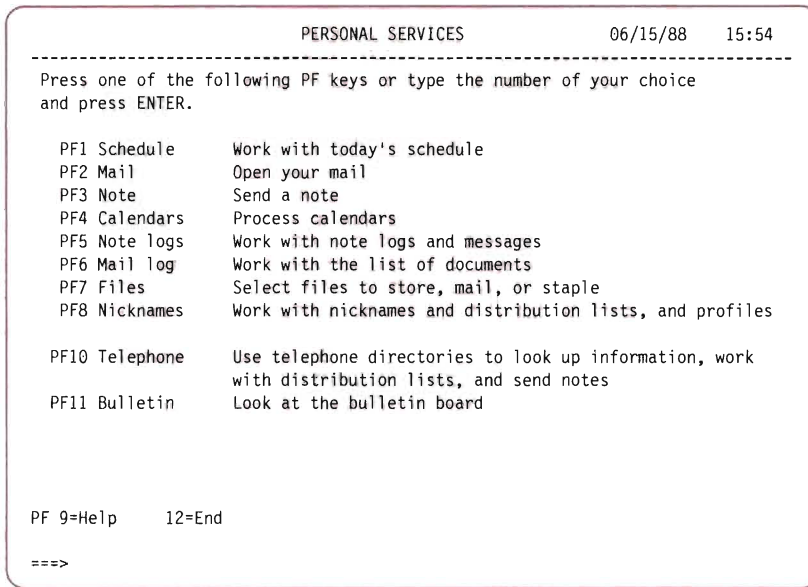 PERSONAL SERVICES 06/15/88 15:54
--------------------------------------------------------------------------------
Press one of the following PF keys or type the number of your choice
and press ENTER.
PF1 Schedule Work with today's schedule
PF2 Mail Open your mail
PF3 Note Send a note
PF4 Calendars Process calendars
PF5 Note logs Work with note logs and messages
PF6 Mail log Work with the list of documents
PF7 Files Select files to store, mail, or staple
PF8 Nicknames Work with nicknames and distribution lists, and profiles
PF10 Telephone Use telephone directories to look up information, work
with distribution lists, and send notes
PF11 Bulletin Look at the bulletin board
PF 9=Help 12=End
===>